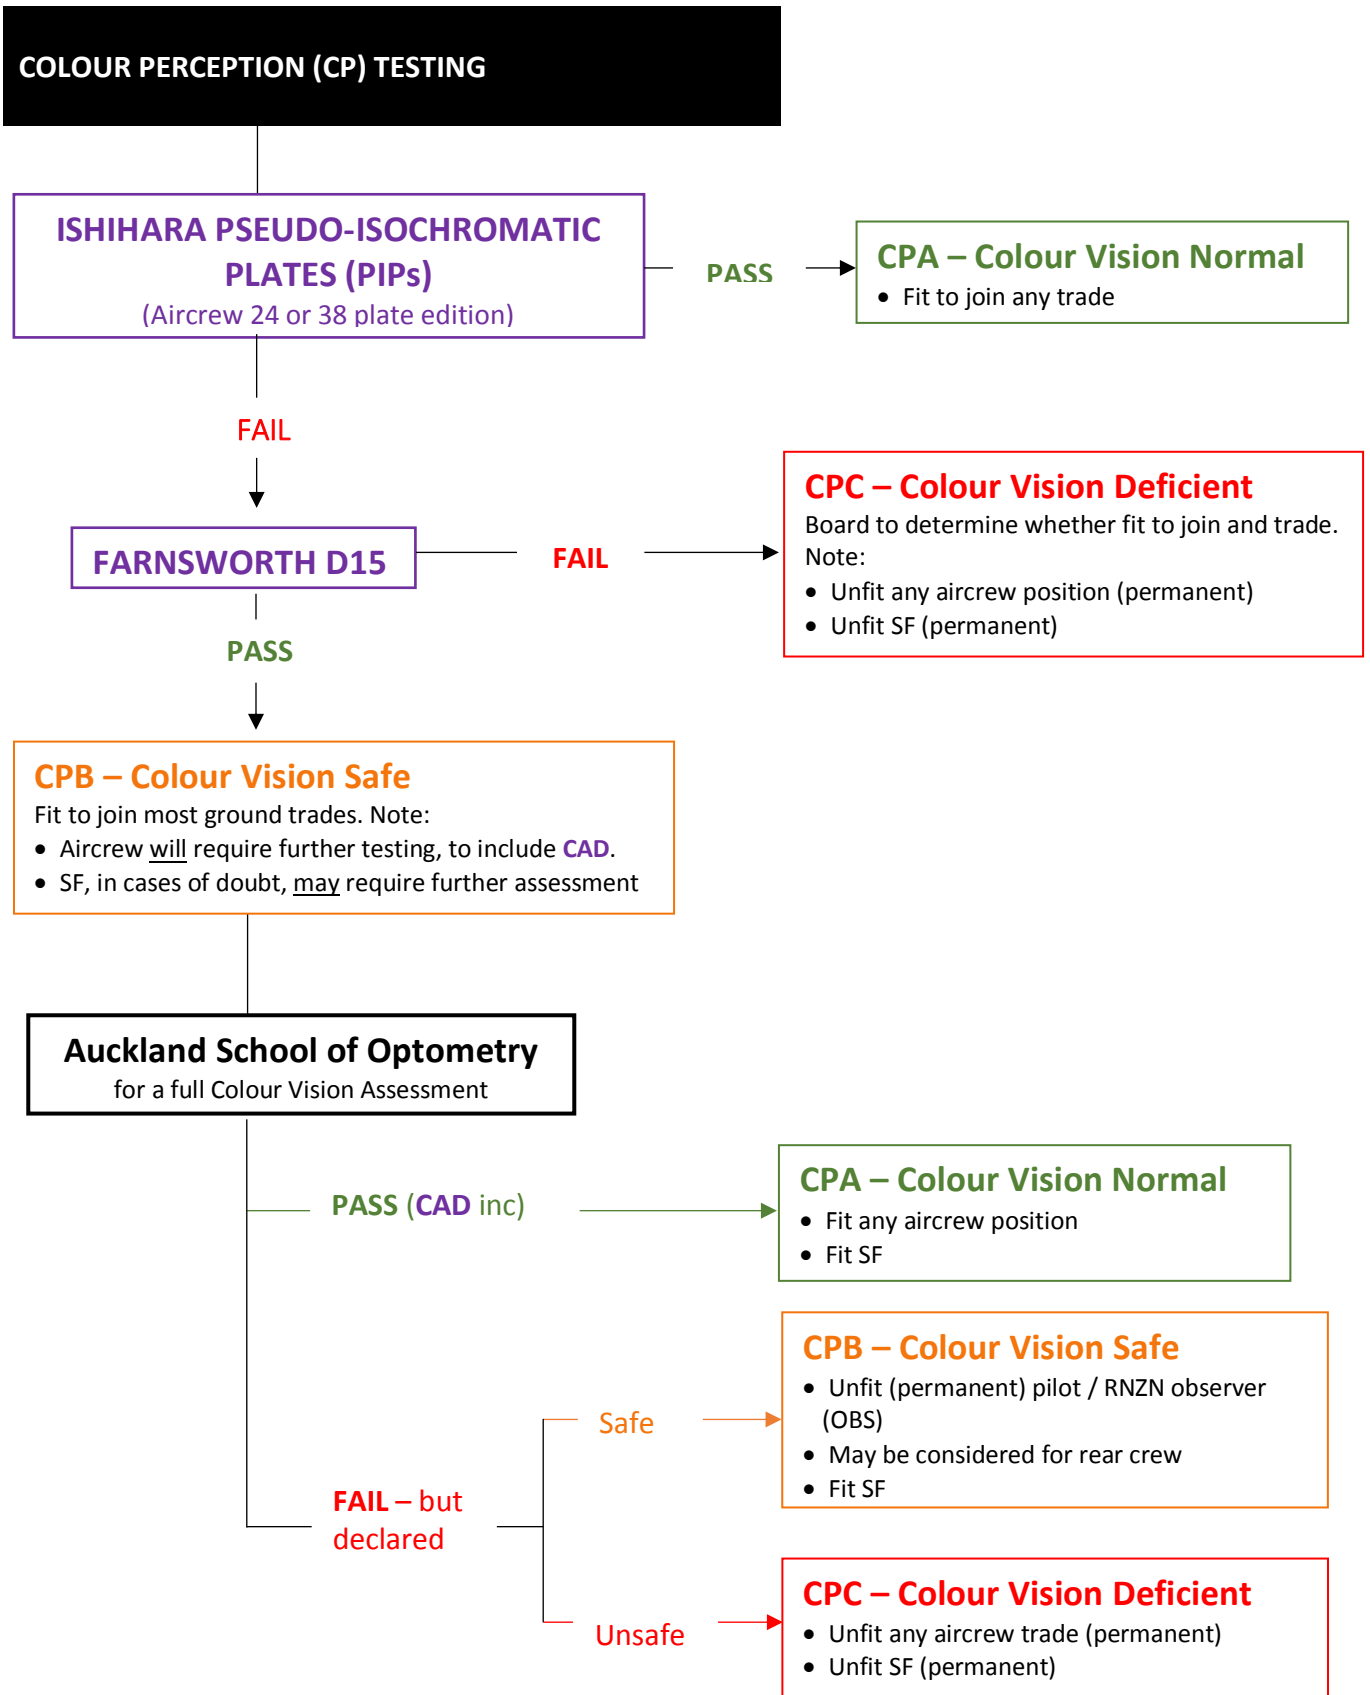 COLOUR PERCEPTION (CP) TESTING
ISHIHARA PSEUDO-ISOCHROMATIC
PLATES (PIPs)
(Aircrew 24 or 38 plate edition)
PASS
CPA – Colour Vision Normal
• Fit to join any trade
FAIL
FARNSWORTH D15
FAIL
CPC – Colour Vision Deficient
Board to determine whether fit to join and trade.
Note:
• Unfit any aircrew position (permanent)
• Unfit SF (permanent)
PASS
CPB – Colour Vision Safe
Fit to join most ground trades. Note:
• Aircrew will require further testing, to include CAD.
• SF, in cases of doubt, may require further assessment
Auckland School of Optometry
for a full Colour Vision Assessment
PASS (CAD inc)
CPA – Colour Vision Normal
• Fit any aircrew position
• Fit SF
FAIL – but
declared
Safe
CPB – Colour Vision Safe
• Unfit (permanent) pilot / RNZN observer
(OBS)
• May be considered for rear crew
• Fit SF
Unsafe
CPC – Colour Vision Deficient
• Unfit any aircrew trade (permanent)
• Unfit SF (permanent)